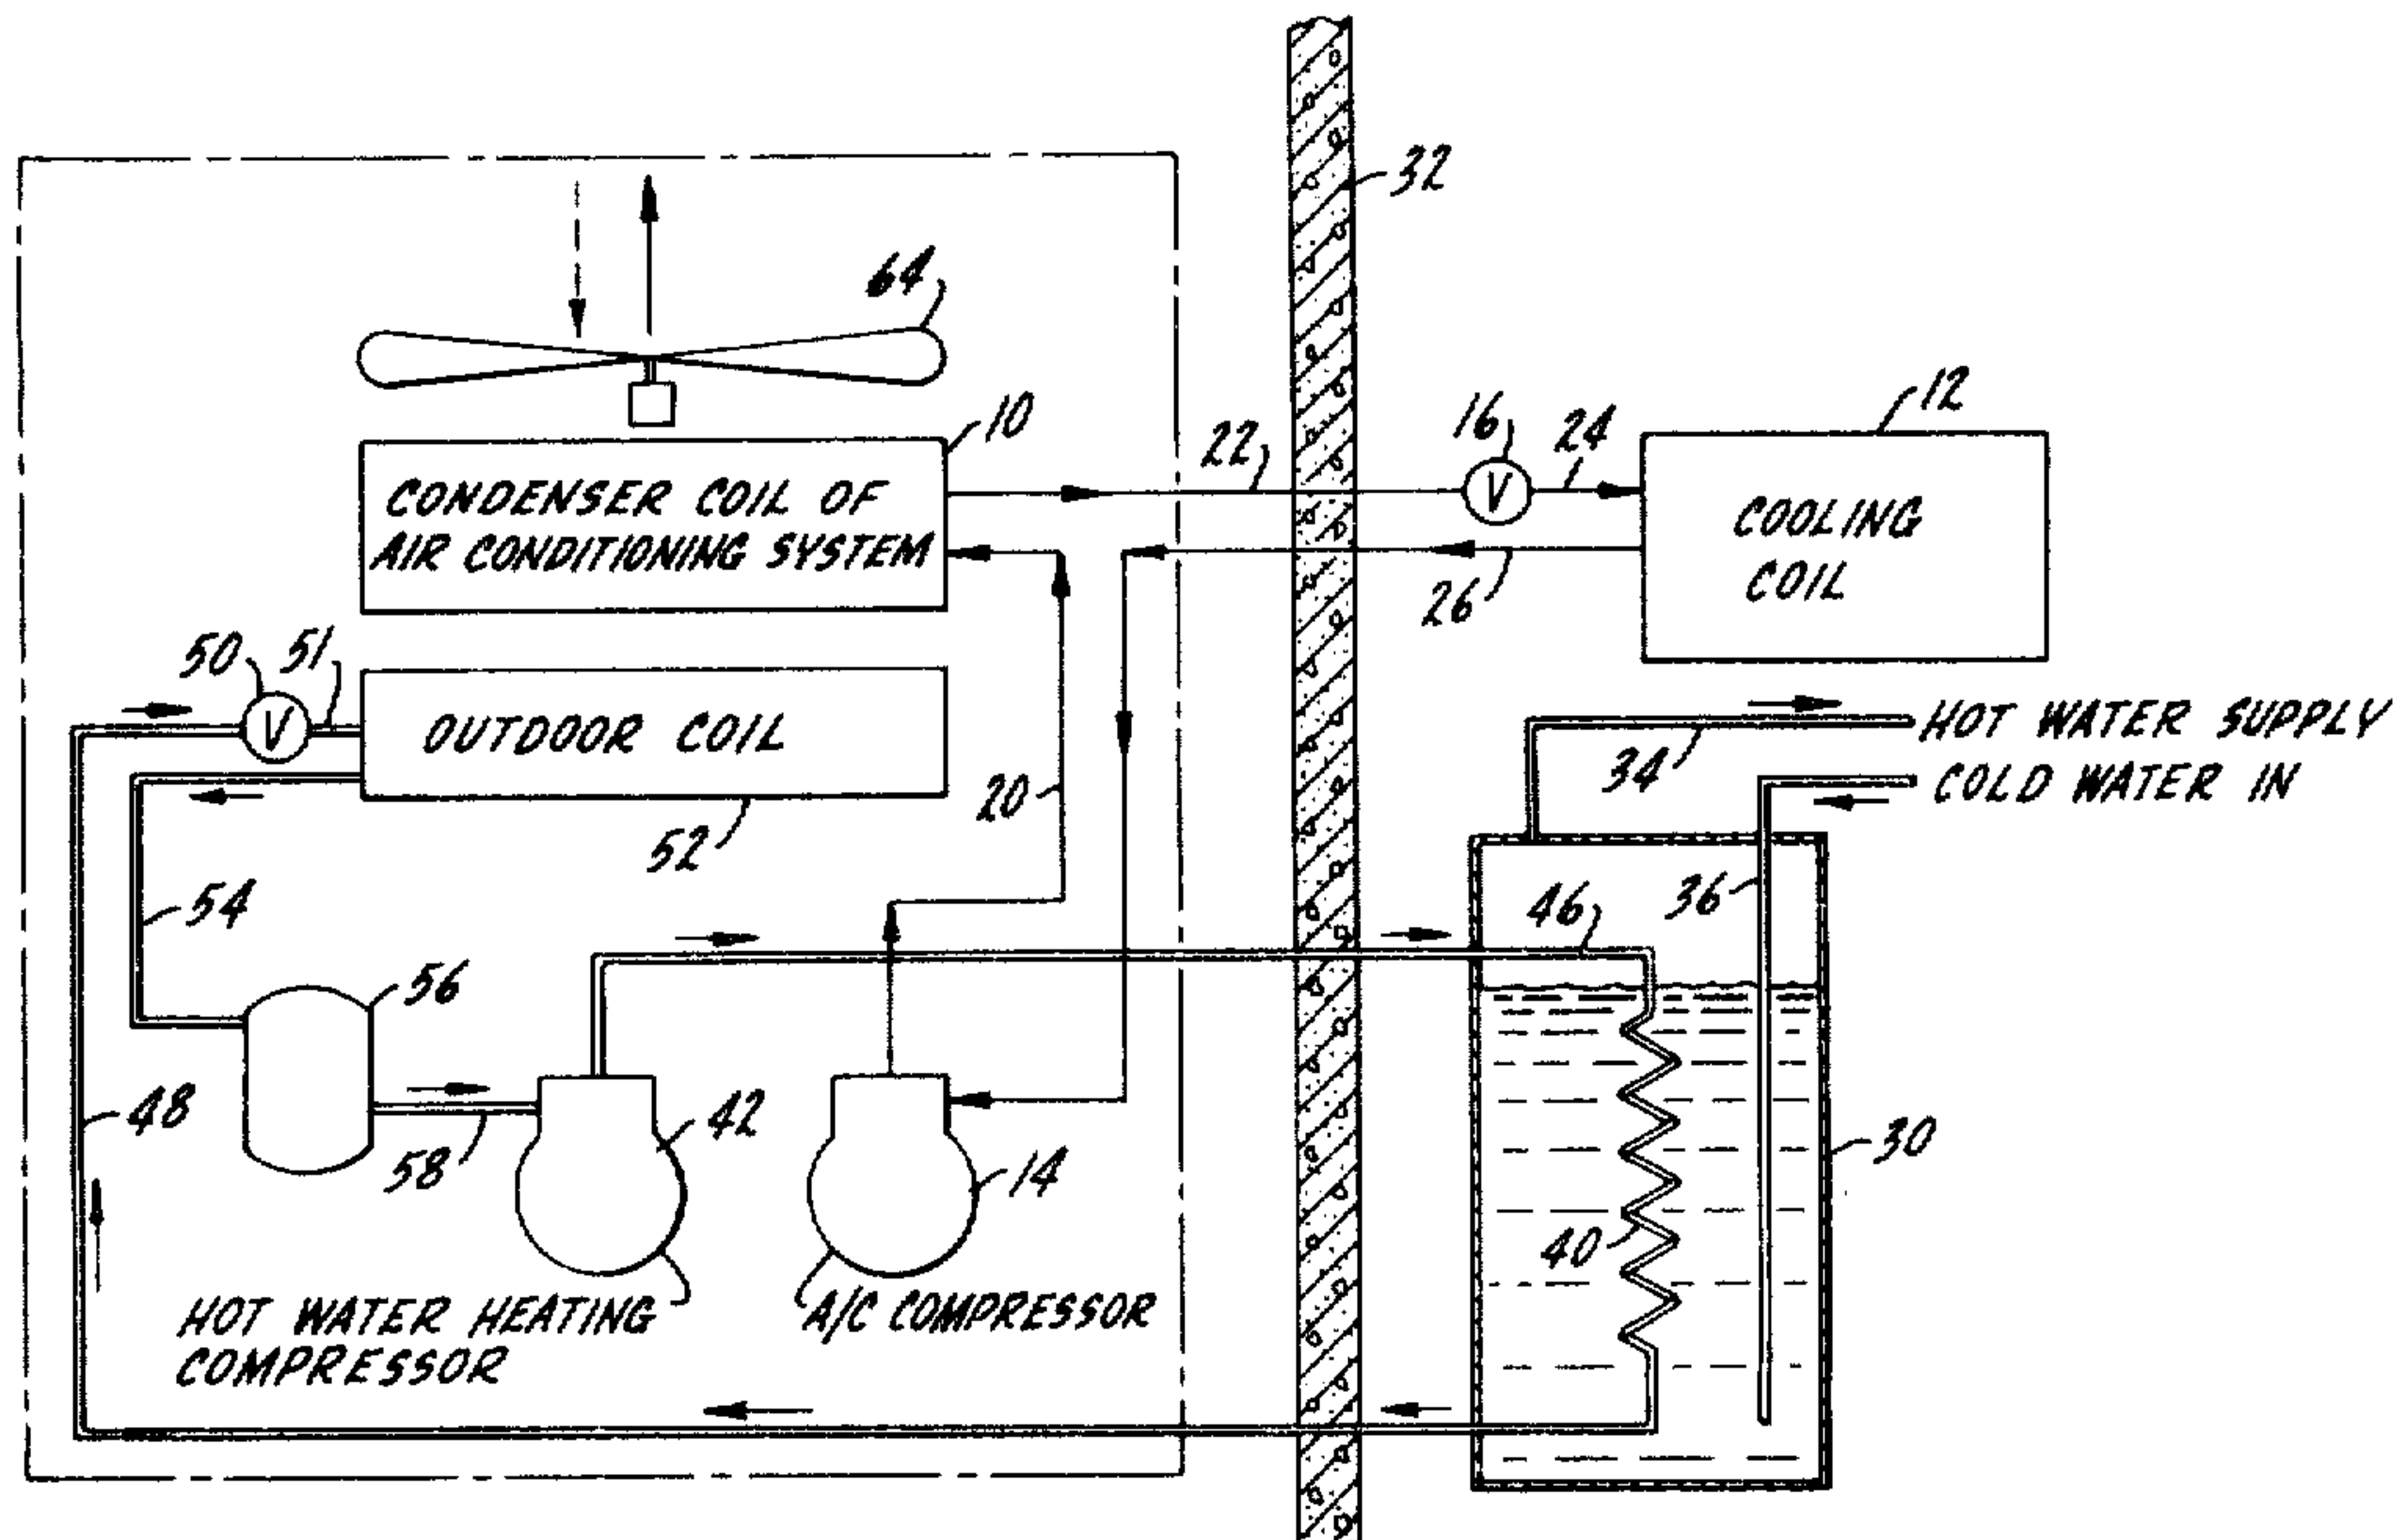 32
64
10
CONDENSER COIL OF
AIR CONDITIONING SYSTEM
22
16
V
24
12
COOLING
COIL
26
50
51
V
OUTDOOR COIL
52
20
HOT WATER SUPPLY
34
COLD WATER IN
54
36
46
56
48
58
42
14
30
40
HOT WATER HEATING
COMPRESSOR
A/C COMPRESSOR